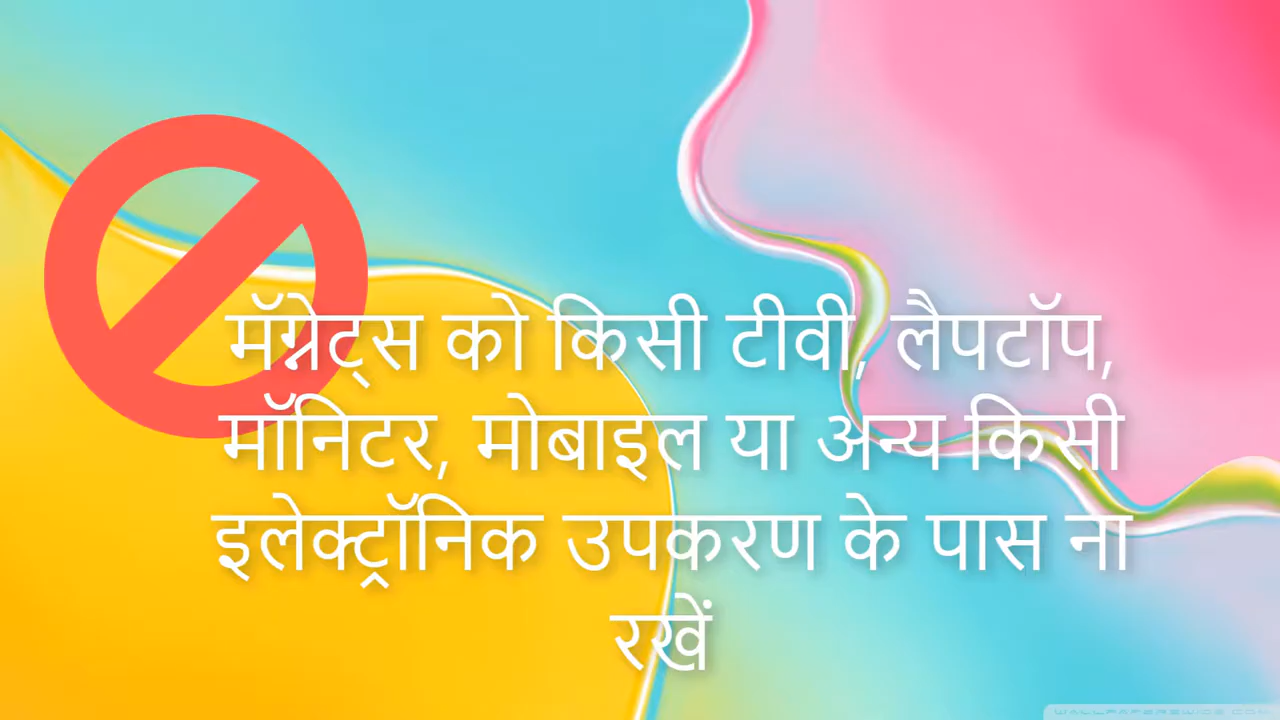 मॅग्नेट्स को किसी टीवी, लैपटॉप,
मॉनिटर, मोबाइल या अन्य किसी
इलेक्ट्रॉनिक उपकरण के पास ना
रखें